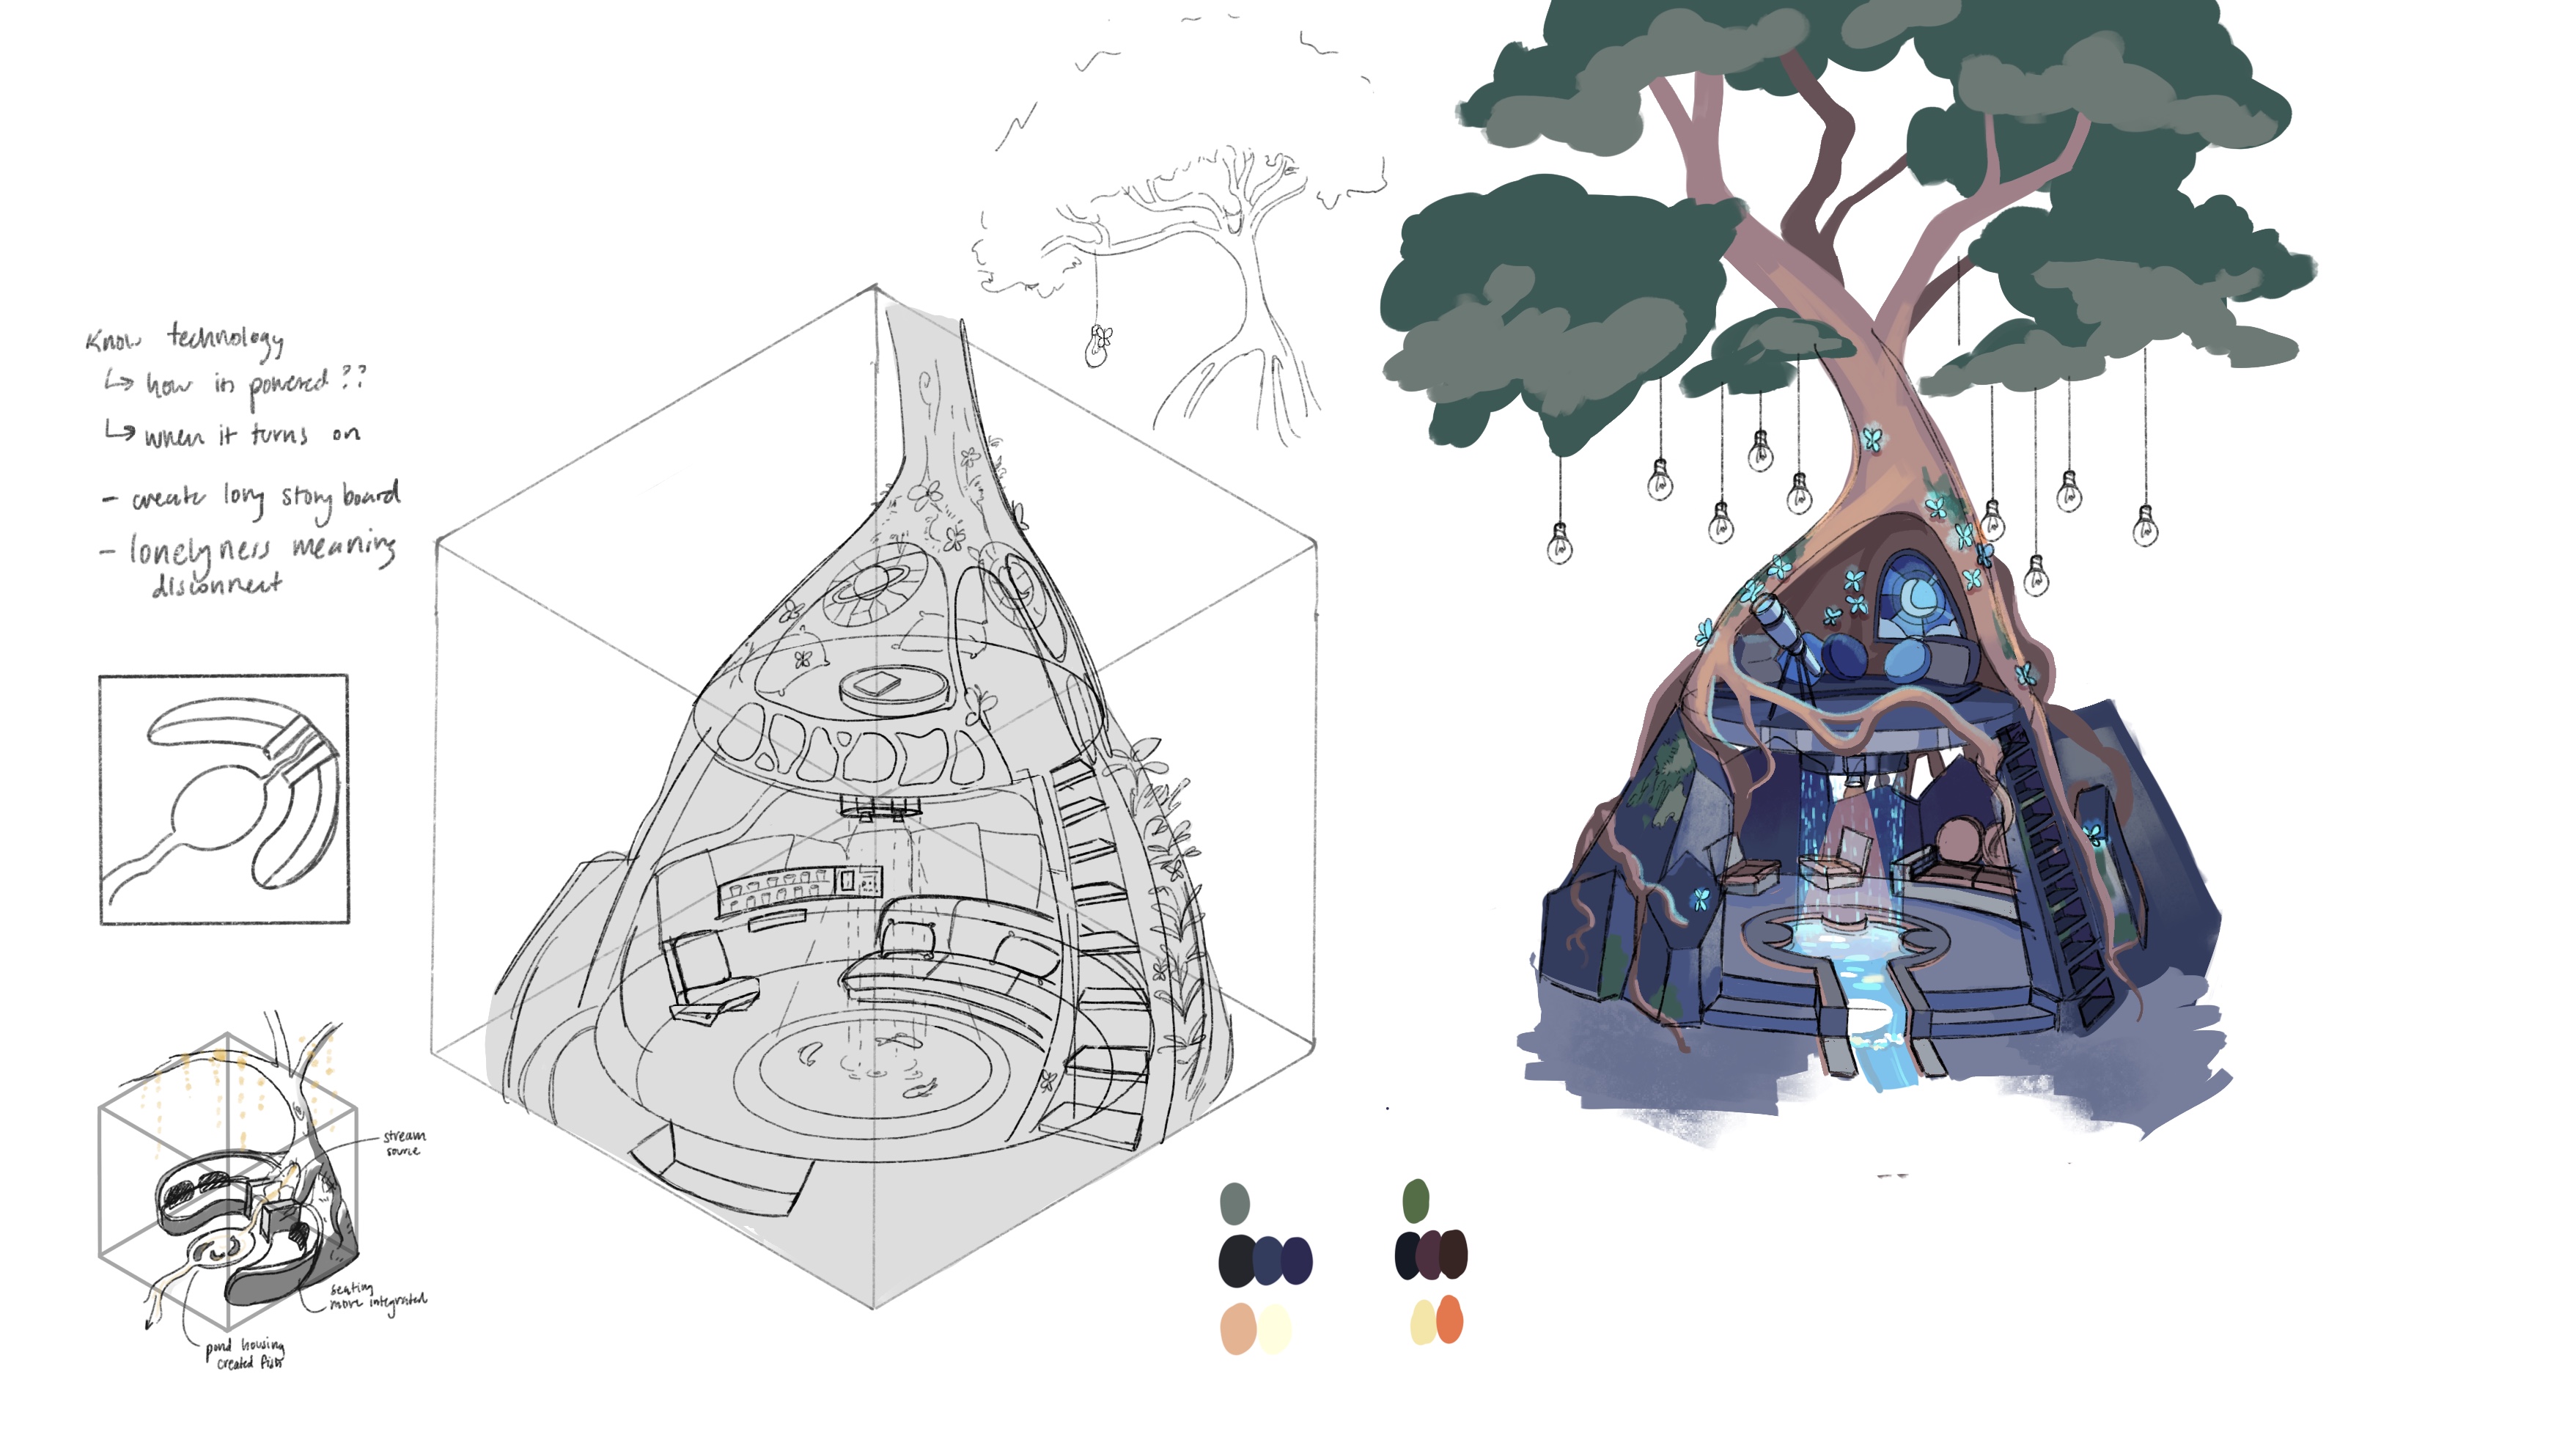 Know technology
↳ how its powered??
↳ when it turns on
- create long story board
- lonelyness meaning
disconnect
stream
source
seating
more integrated
pond housing
created fish